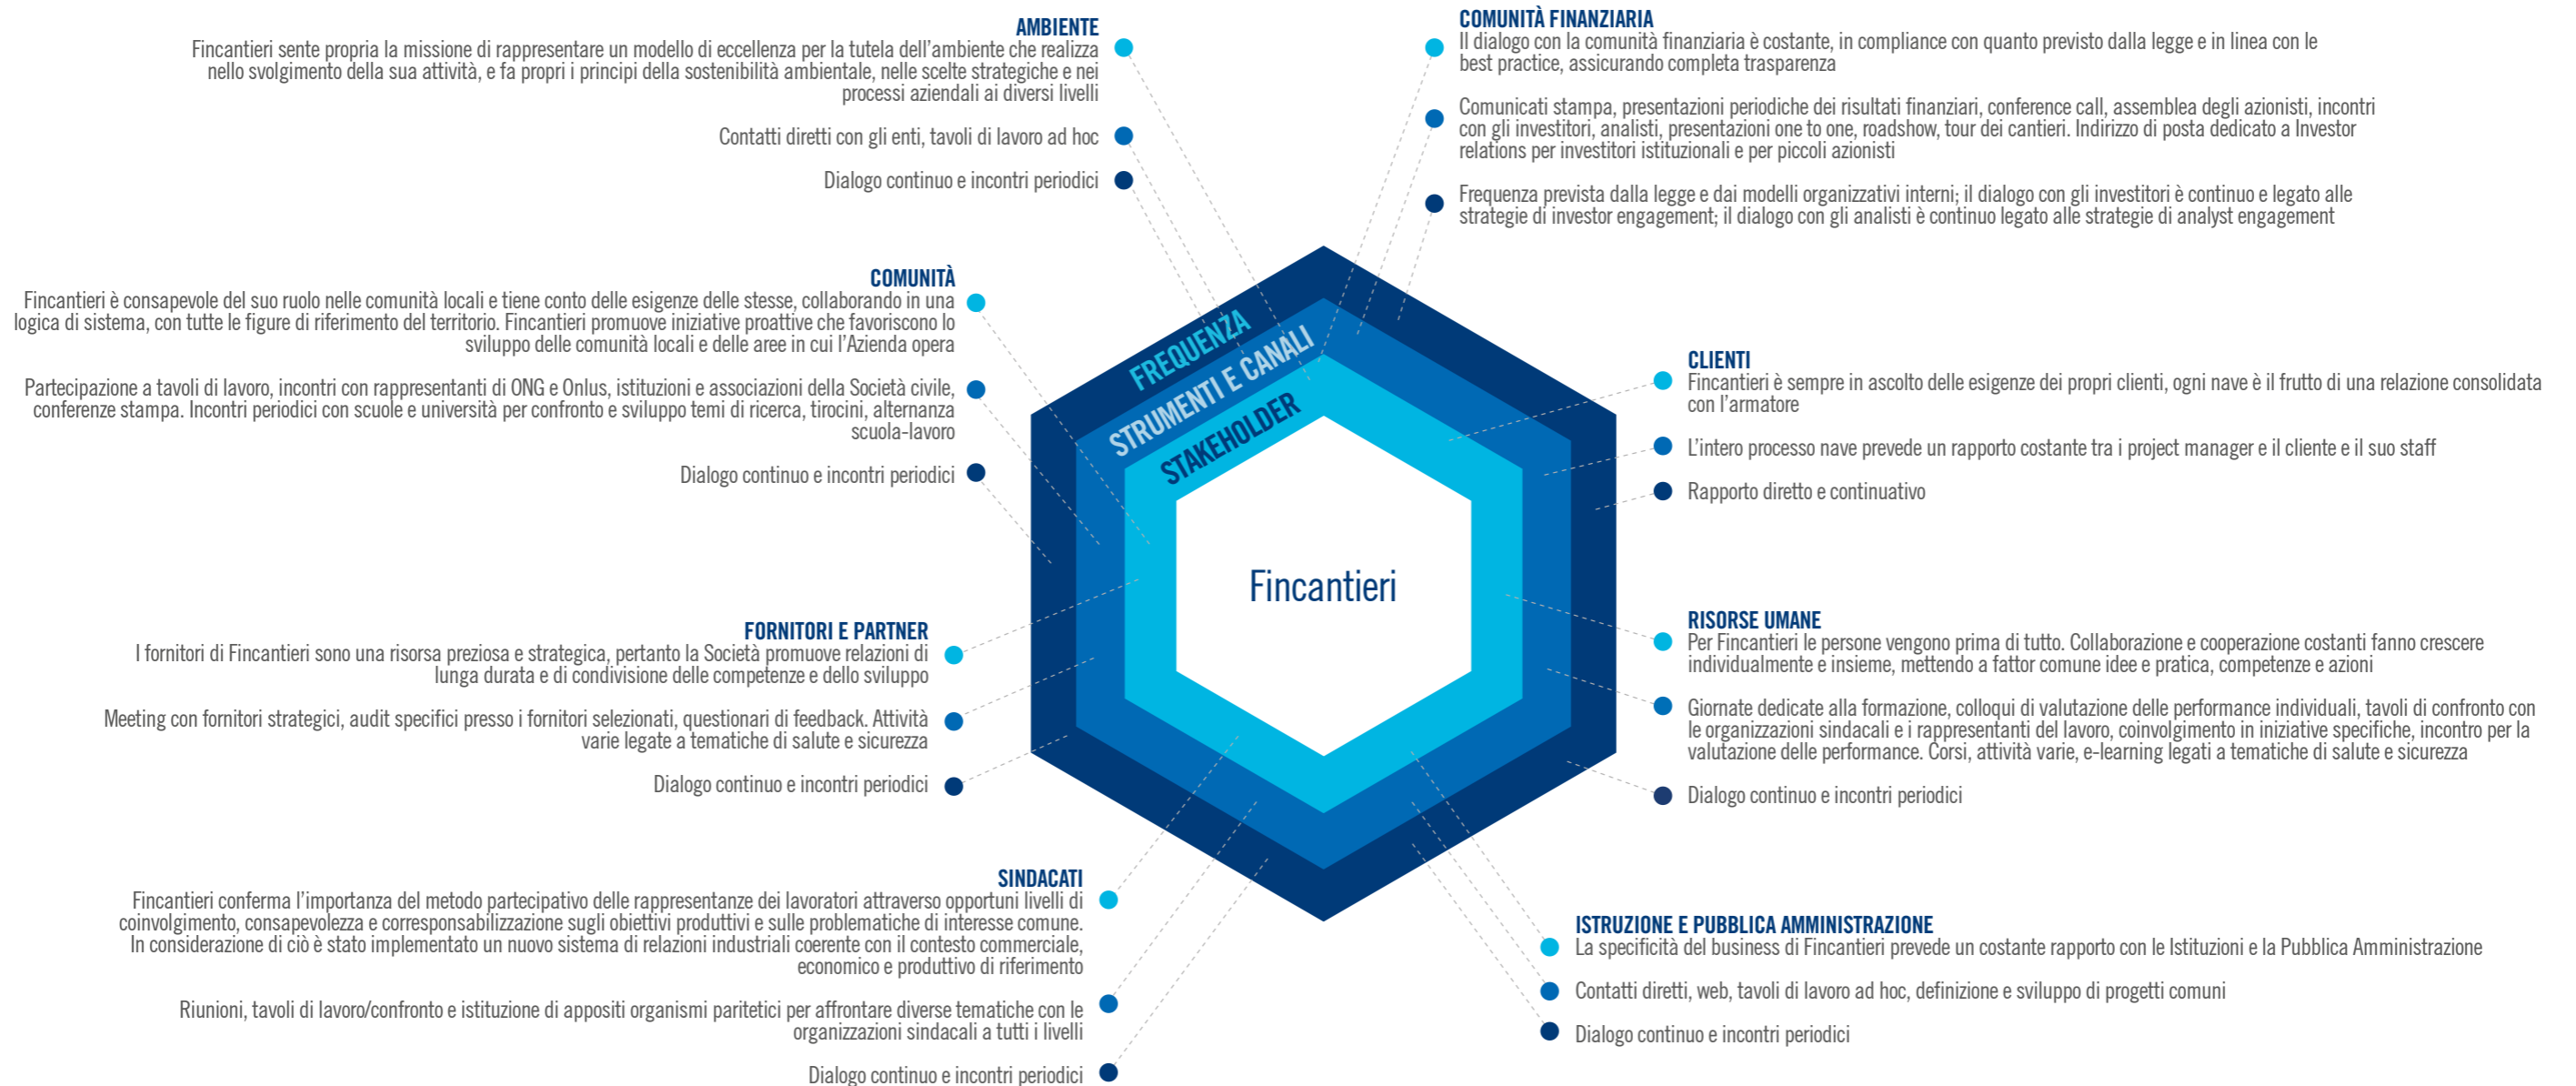 AMBIENTE
Fincantieri sente propria la missione di rappresentare un modello di eccellenza per la tutela dell'ambiente che realizza
nello svolgimento della sua attività, e fa propri i principi della sostenibilità ambientale, nelle scelte strategiche e nei
processi aziendali ai diversi livelli
Contatti diretti con gli enti, tavoli di lavoro ad hoc
Dialogo continuo e incontri periodici
COMUNITÀ
Fincantieri è consapevole del suo ruolo nelle comunità locali e tiene conto delle esigenze delle stesse, collaborando in una
logica di sistema, con tutte le figure di riferimento del territorio. Fincantieri promuove iniziative proattive che favoriscono lo
sviluppo delle comunità locali e delle aree in cui l'Azienda opera
Partecipazione a tavoli di lavoro, incontri con rappresentanti di ONG e Onlus, istituzioni e associazioni della Società civile,
conferenze stampa. Incontri periodici con scuole e università per confronto e sviluppo temi di ricerca, tirocini, alternanza
scuola-lavoro
Dialogo continuo e incontri periodici
FORNITORI E PARTNER
I fornitori di Fincantieri sono una risorsa preziosa e strategica, pertanto la Società promuove relazioni di
lunga durata e di condivisione delle competenze e dello sviluppo
Meeting con fornitori strategici, audit specifici presso i fornitori selezionati, questionari di feedback. Attività
varie legate a tematiche di salute e sicurezza
Dialogo continuo e incontri periodici
SINDACATI
Fincantieri conferma l'importanza del metodo partecipativo delle rappresentanze dei lavoratori attraverso opportuni livelli di
coinvolgimento, consapevolezza e corresponsabilizzazione sugli obiettivi produttivi e sulle problematiche di interesse comune.
In considerazione di ciò è stato implementato un nuovo sistema di relazioni industriali coerente con il contesto commerciale,
economico e produttivo di riferimento
Riunioni, tavoli di lavoro/confronto e istituzione di appositi organismi paritetici per affrontare diverse tematiche con le
organizzazioni sindacali a tutti i livelli
Dialogo continuo e incontri periodici
FREQUENZA
STRUMENTI E CANALI
STAKEHOLDER
Fincantieri
COMUNITÀ FINANZIARIA
Il dialogo con la comunità finanziaria è costante, in compliance con quanto previsto dalla legge e in linea con le
best practice, assicurando completa trasparenza
Comunicati stampa, presentazioni periodiche dei risultati finanziari, conference call, assemblea degli azionisti, incontri
con gli investitori, analisti, presentazioni one to one, roadshow, tour dei cantieri. Indirizzo di posta dedicato a Investor
relations per investitori istituzionali e per piccoli azionisti
Frequenza prevista dalla legge e dai modelli organizzativi interni; il dialogo con gli investitori è continuo e legato alle
strategie di investor engagement; il dialogo con gli analisti è continuo legato alle strategie di analyst engagement
CLIENTI
Fincantieri è sempre in ascolto delle esigenze dei propri clienti, ogni nave è il frutto di una relazione consolidata
con l'armatore
L'intero processo nave prevede un rapporto costante tra i project manager e il cliente e il suo staff
Rapporto diretto e continuativo
RISORSE UMANE
Per Fincantieri le persone vengono prima di tutto. Collaborazione e cooperazione costanti fanno crescere
individualmente e insieme, mettendo a fattor comune idee e pratica, competenze e azioni
Giornate dedicate alla formazione, colloqui di valutazione delle performance individuali, tavoli di confronto con
le organizzazioni sindacali e i rappresentanti del lavoro, coinvolgimento in iniziative specifiche, incontro per la
valutazione delle performance. Corsi, attività varie, e-learning legati a tematiche di salute e sicurezza
Dialogo continuo e incontri periodici
ISTRUZIONE E PUBBLICA AMMINISTRAZIONE
La specificità del business di Fincantieri prevede un costante rapporto con le Istituzioni e la Pubblica Amministrazione
Contatti diretti, web, tavoli di lavoro ad hoc, definizione e sviluppo di progetti comuni
Dialogo continuo e incontri periodici